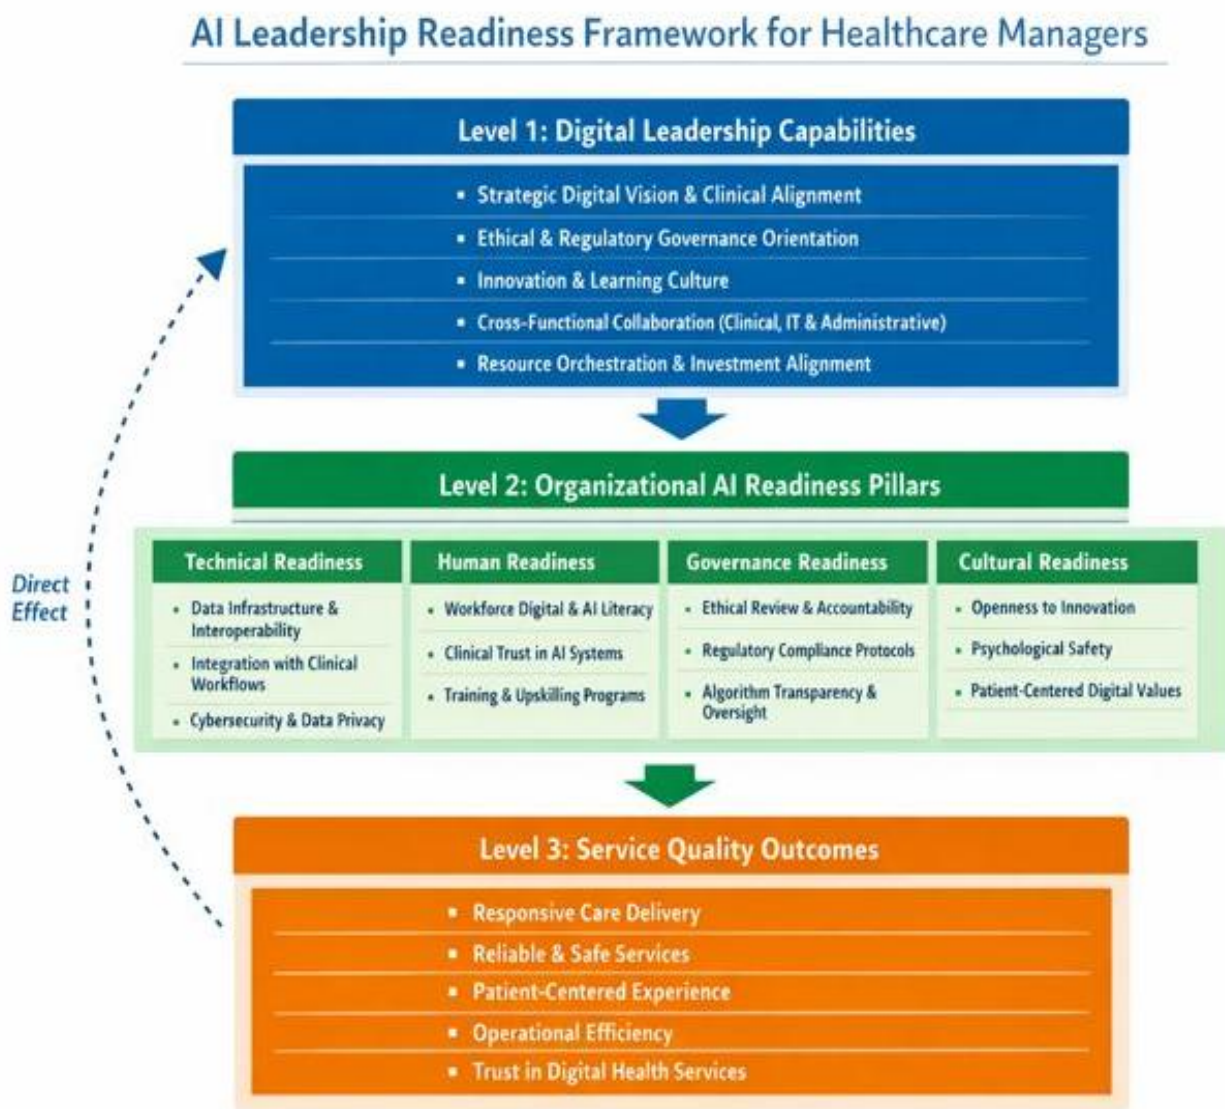 AI Leadership Readiness Framework for Healthcare Managers
Level 1: Digital Leadership Capabilities
▪ Strategic Digital Vision & Clinical Alignment
▪ Ethical & Regulatory Governance Orientation
▪ Innovation & Learning Culture
▪ Cross-Functional Collaboration (Clinical, IT & Administrative)
▪ Resource Orchestration & Investment Alignment
Level 2: Organizational AI Readiness Pillars
Direct
Effect
Technical Readiness
• Data Infrastructure &
Interoperability
• Integration with Clinical
Workflows
• Cybersecurity & Data Privacy
Human Readiness
• Workforce Digital & AI Literacy
• Clinical Trust in AI Systems
• Training & Upskilling Programs
Governance Readiness
• Ethical Review & Accountability
• Regulatory Compliance Protocols
• Algorithm Transparency &
Oversight
Cultural Readiness
• Openness to Innovation
• Psychological Safety
• Patient-Centered Digital Values
Level 3: Service Quality Outcomes
▪ Responsive Care Delivery
▪ Reliable & Safe Services
▪ Patient-Centered Experience
▪ Operational Efficiency
▪ Trust in Digital Health Services